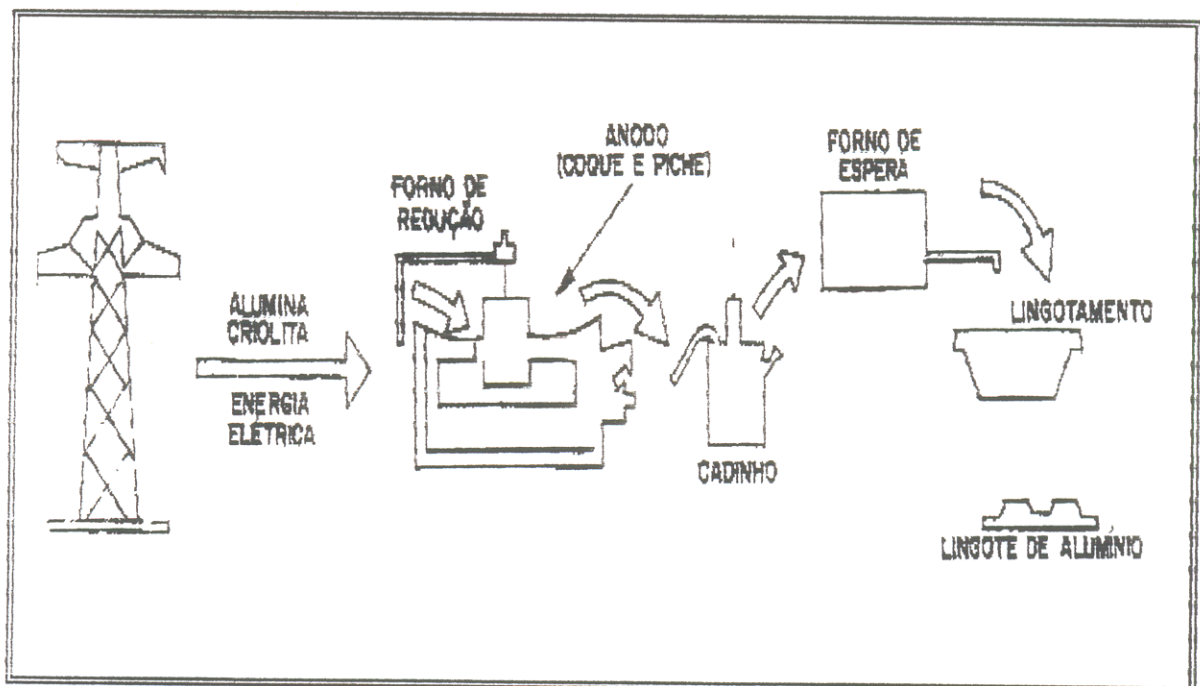 ANODO
(COQUE E PICHE)
FORNO DE
ESPERA
FORNO DE
REDUÇÃO
ALUMINA
CRIOLITA
ENERGIA
ELÉTRICA
LINGOTAMENTO
CADINHO
LINGOTE DE ALUMÍNIO